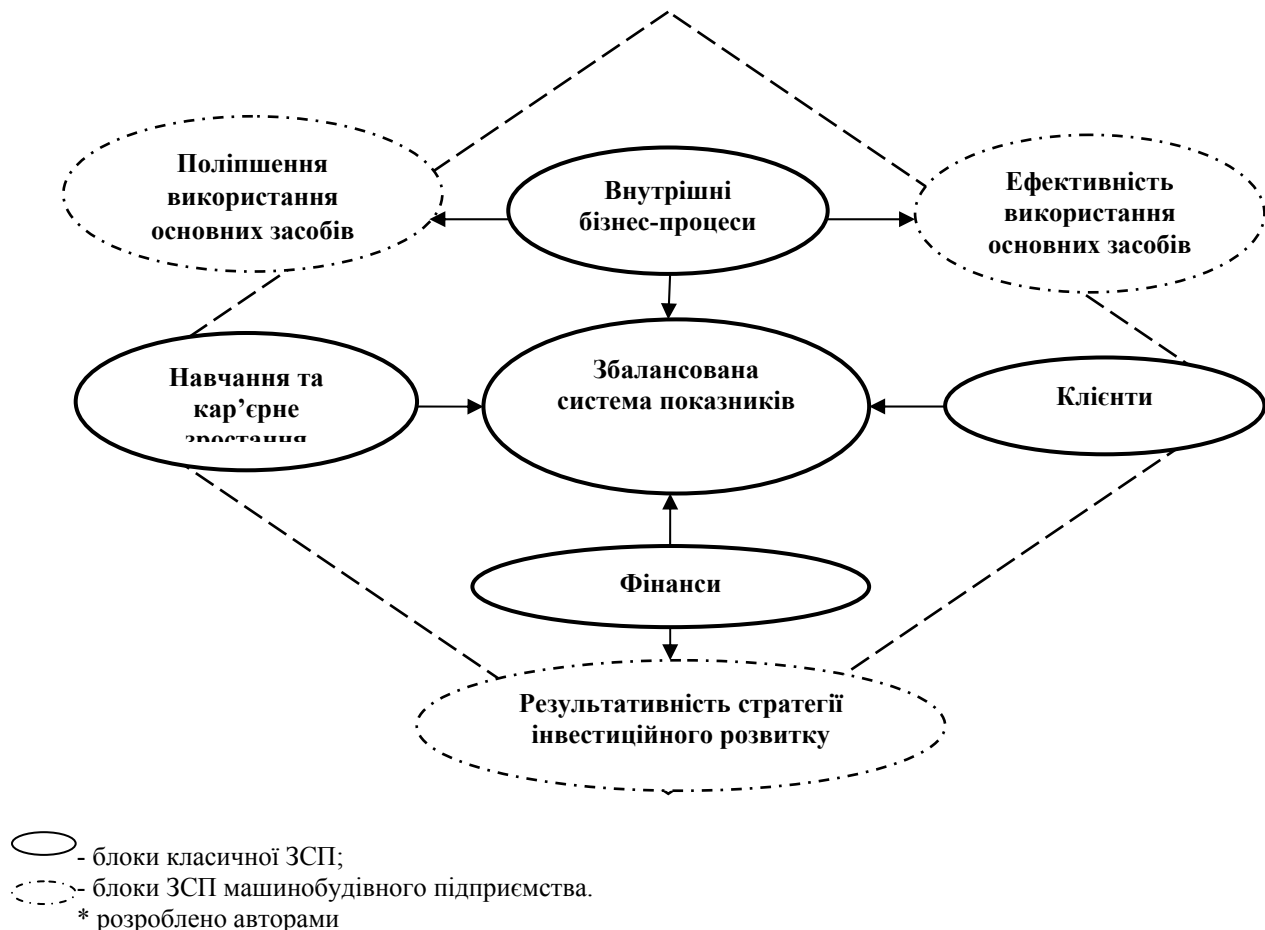 Поліпшення
використання
основних засобів
Внутрішні
бізнес-процеси
Ефективність
використання
основних засобів
Навчання та
кар’єрне
зростання
Збалансована
система показників
Клієнти
Фінанси
Результативність стратегії
інвестиційного розвитку
- блоки класичної ЗСП;
- блоки ЗСП машинобудівного підприємства.
* розроблено авторами